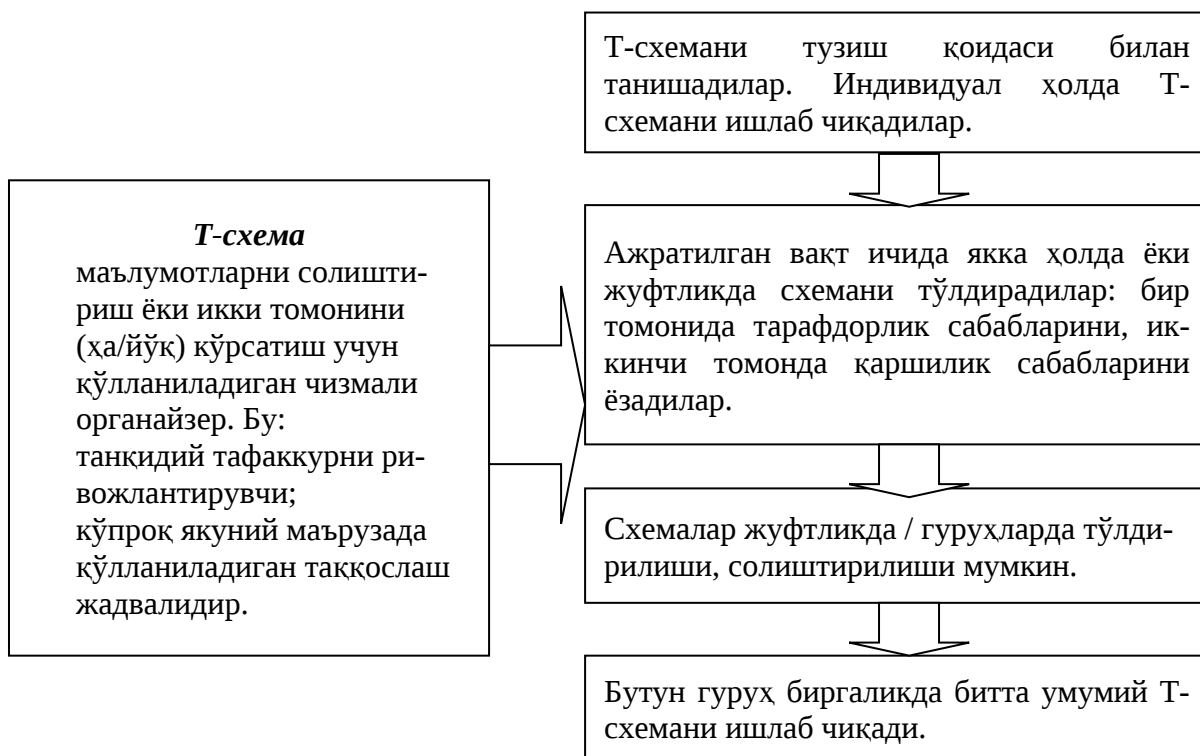 Т-схема
маълумотларни солишти-
риш ёки икки томонини
(ҳа/йўқ) кўрсатиш учун
қўлланиладиган чизмали
органайзер. Бу:
танқидий тафаккурни ри-
вожлантирувчи;
кўпроқ якуний маърузада
қўлланиладиган таққослаш
жадвалидир.
Т-схемани тузиш қоидаси билан
танишадилар. Индивидуал ҳолда Т-
схемани ишлаб чиқадилар.
Ажратилган вақт ичида якка ҳолда ёки
жуфтликда схемани тўлдирадилар: бир
томонида тарафдорлик сабабларини, ик-
кинчи томонда қаршилик сабабларини
ёзадилар.
Схемалар жуфтликда / гуруҳларда тўлди-
рилиши, солиштирилиши мумкин.
Бутун гуруҳ биргаликда битта умумий Т-
схемани ишлаб чиқади.